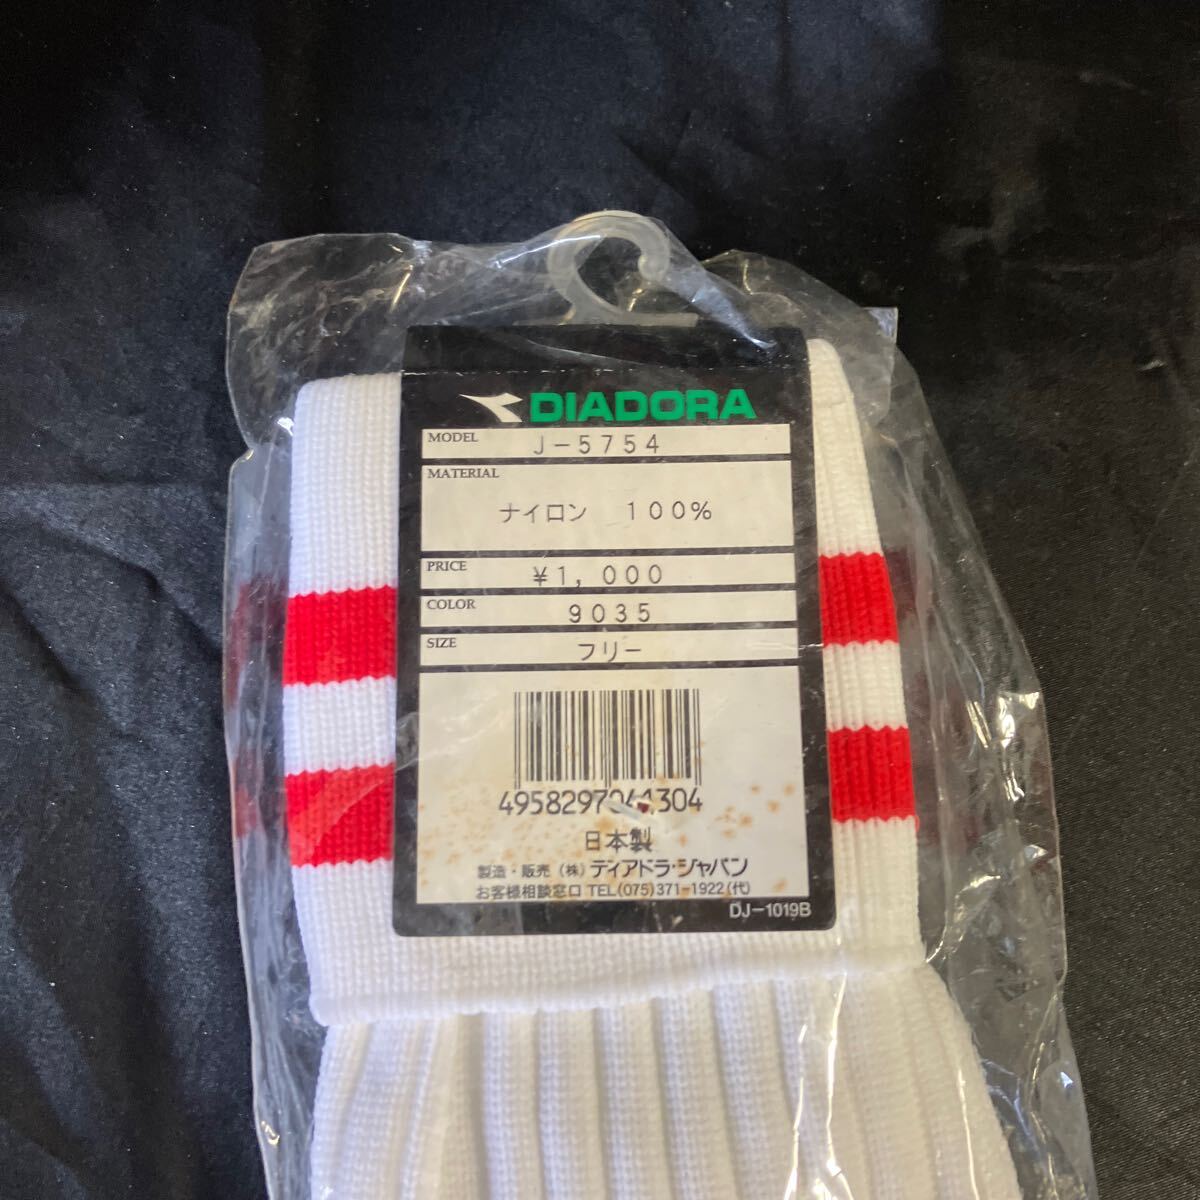 DIADORA
MODEL J-5754
MATERIAL
ナイロン 100%
PRICE ¥1,000
COLOR 9035
SIZE フリー
日本製
製造・販売 (株) ディアドラ・ジャパン
お客様相談窓口 TEL(075)371-1922(代)
DJ-1019B